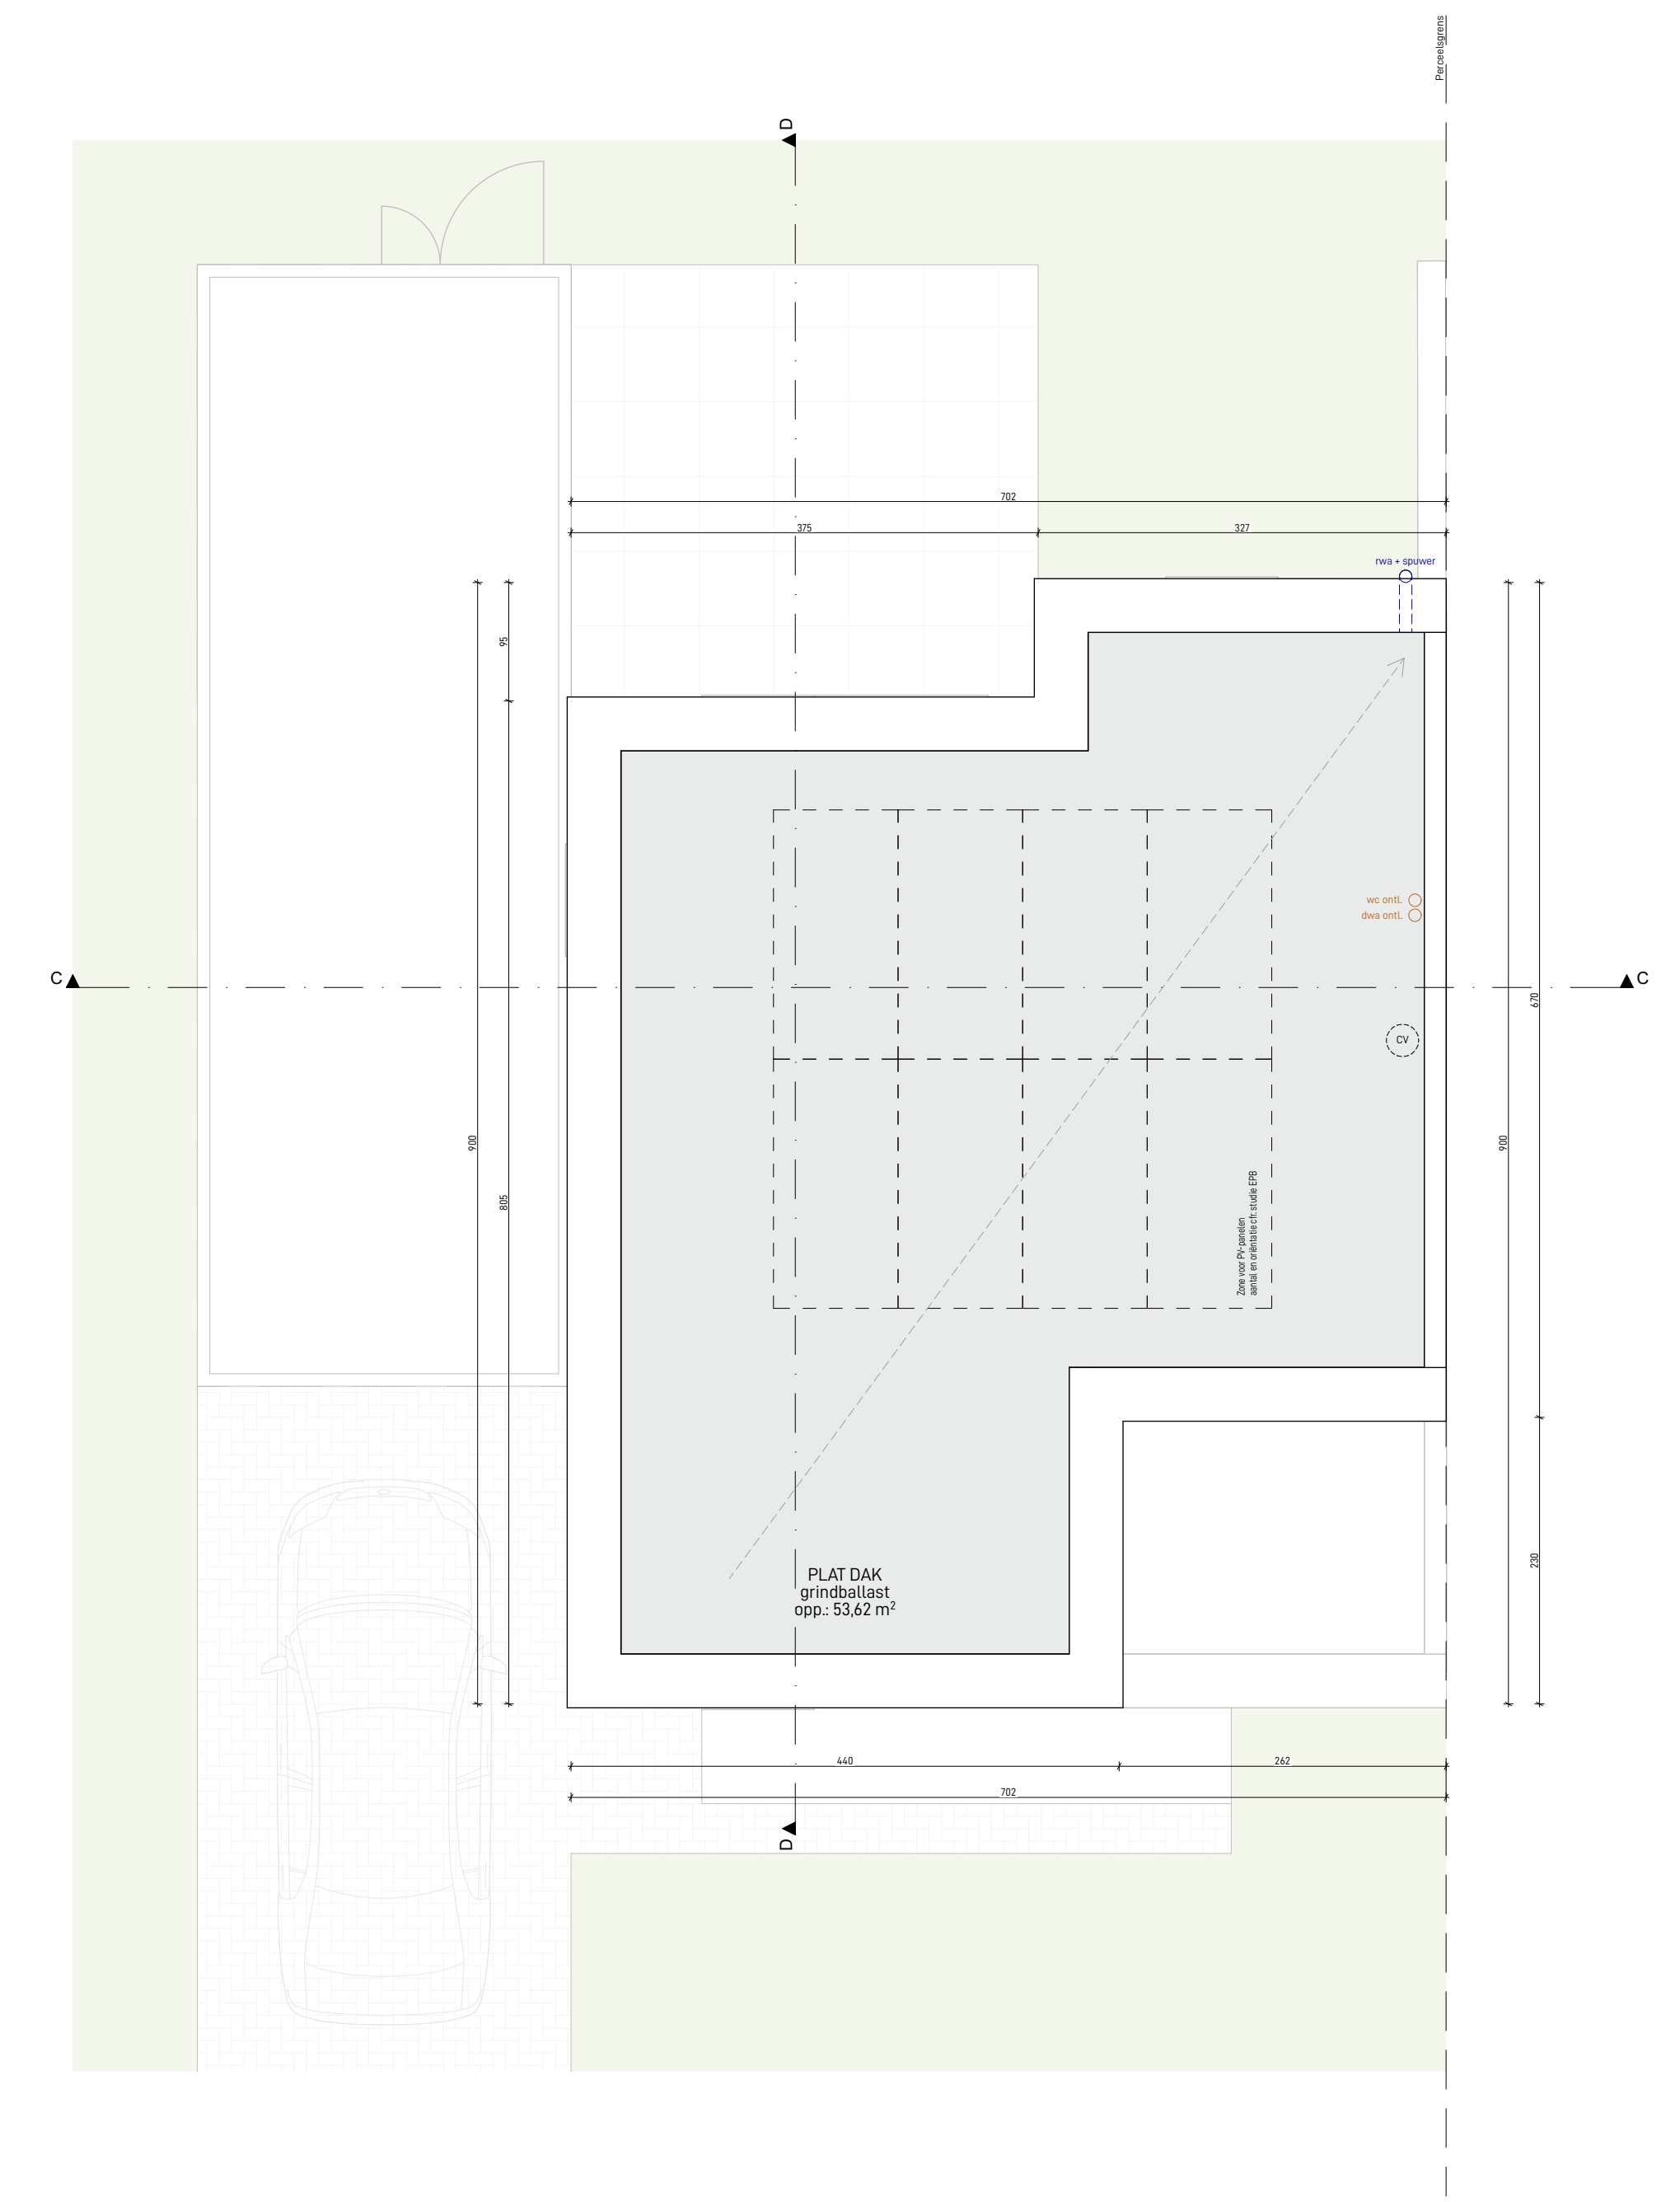 Perceelsgrens
D
702
375
327
rwa + spuwer
95
wc ontl.
dwa ontl.
C
C
670
CV
900
900
805
Zone voor PV-panelen
aantal en oriëntatie cfr. studie EPB
230
PLAT DAK
grindballast
opp.: 53,62 m²
440
262
702
D